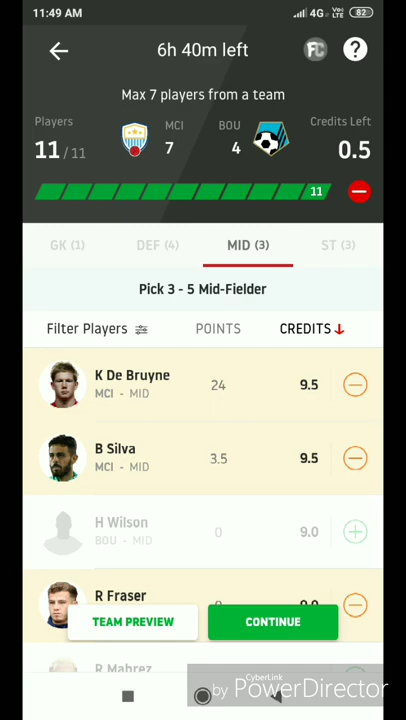 11:49 AM
4G VoLTE 82
6h 40m left
FC ?
Max 7 players from a team
Players MCI BOU Credits Left
11 / 11 7 4 0.5
11
GK (1) DEF (4) MID (3) ST (3)
Pick 3 - 5 Mid-Fielder
Filter Players POINTS CREDITS
K De Bruyne
MCI - MID 24 9.5
B Silva
MCI - MID 3.5 9.5
H Wilson
BOU - MID 0 9.0
R Fraser
TEAM PREVIEW CONTINUE
R Mahrez
CyberLink
by PowerDirector